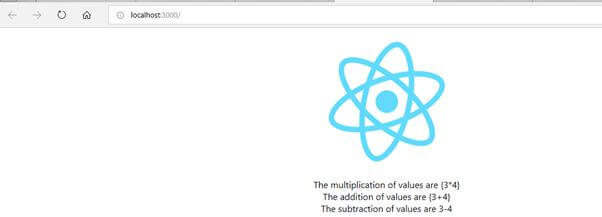 localhost:3000/
The multiplication of values are {3*4}
The addition of values are {3+4}
The subtraction of values are 3-4